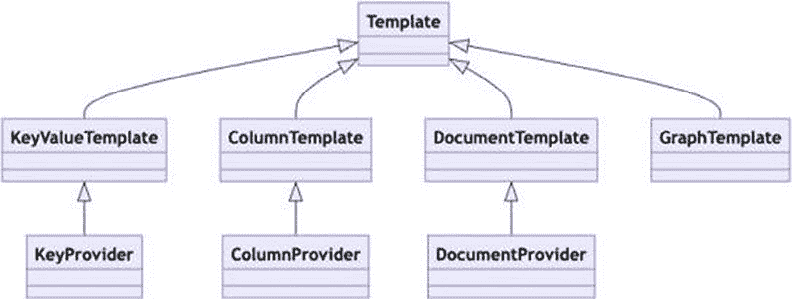 Template
KeyValueTemplate
ColumnTemplate
DocumentTemplate
GraphTemplate
KeyProvider
ColumnProvider
DocumentProvider